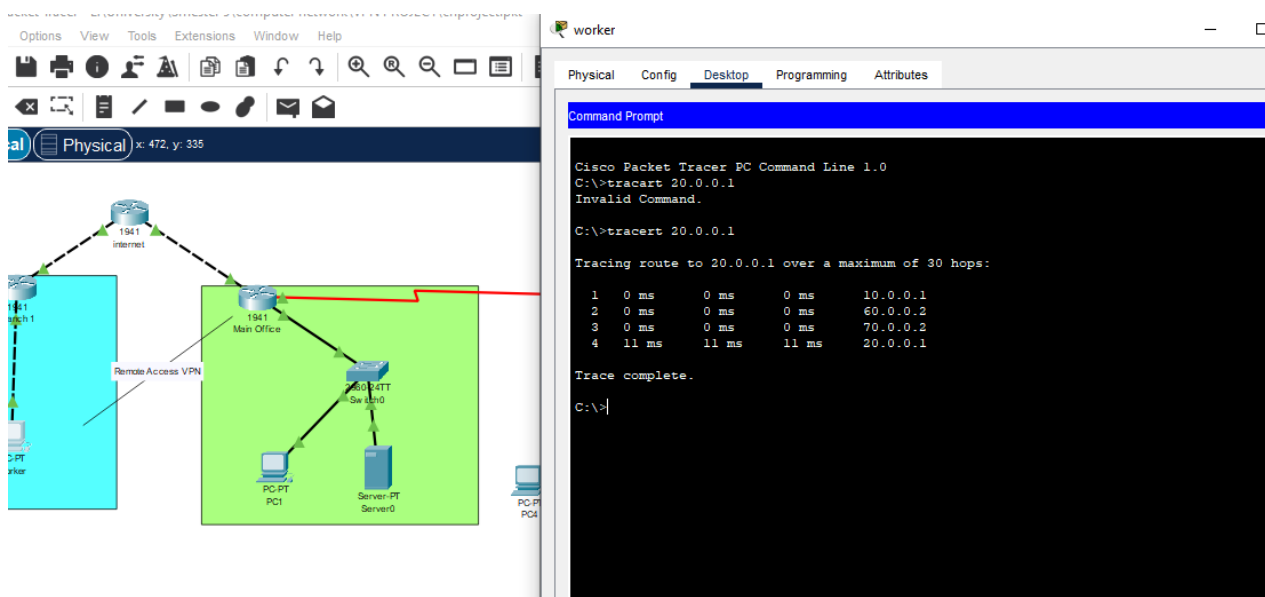 Options View Tools Extensions Window Help
Physical x: 472, y: 335
1941
internet
1941
Main Office
Remote Access VPN
Switch0
PC-PT
PC1
Server-PT
Server0
PC4
worker
Physical Config Desktop Programming Attributes
Command Prompt
Cisco Packet Tracer PC Command Line 1.0
C:\>tracart 20.0.0.1
Invalid Command.
C:\>tracert 20.0.0.1
Tracing route to 20.0.0.1 over a maximum of 30 hops:
1 0 ms 0 ms 0 ms 10.0.0.1
2 0 ms 0 ms 0 ms 60.0.0.2
3 0 ms 0 ms 0 ms 70.0.0.2
4 11 ms 11 ms 11 ms 20.0.0.1
Trace complete.
C:\>